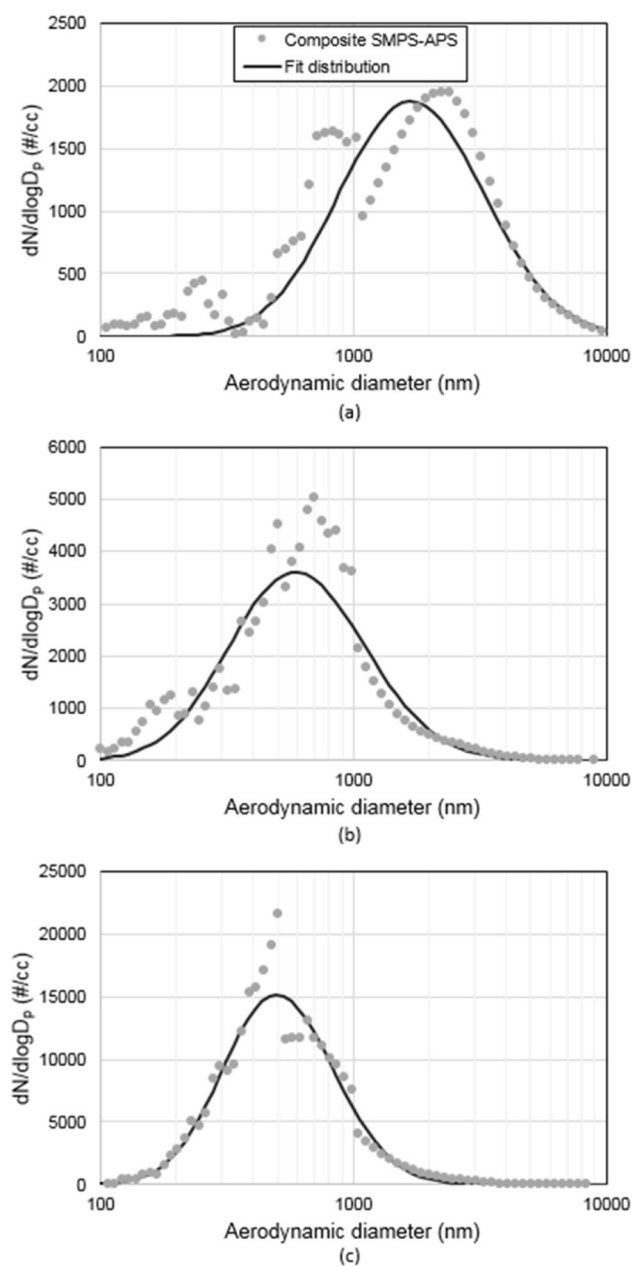 2500
2000
1500
1000
500
0
dN/dlogDₚ (#/cc)
Composite SMPS-APS
Fit distribution
100 1000 10000
Aerodynamic diameter (nm)
(a)
6000
5000
4000
3000
2000
1000
0
dN/dlogDₚ (#/cc)
100 1000 10000
Aerodynamic diameter (nm)
(b)
25000
20000
15000
10000
5000
0
dN/dlogDₚ (#/cc)
100 1000 10000
Aerodynamic diameter (nm)
(c)